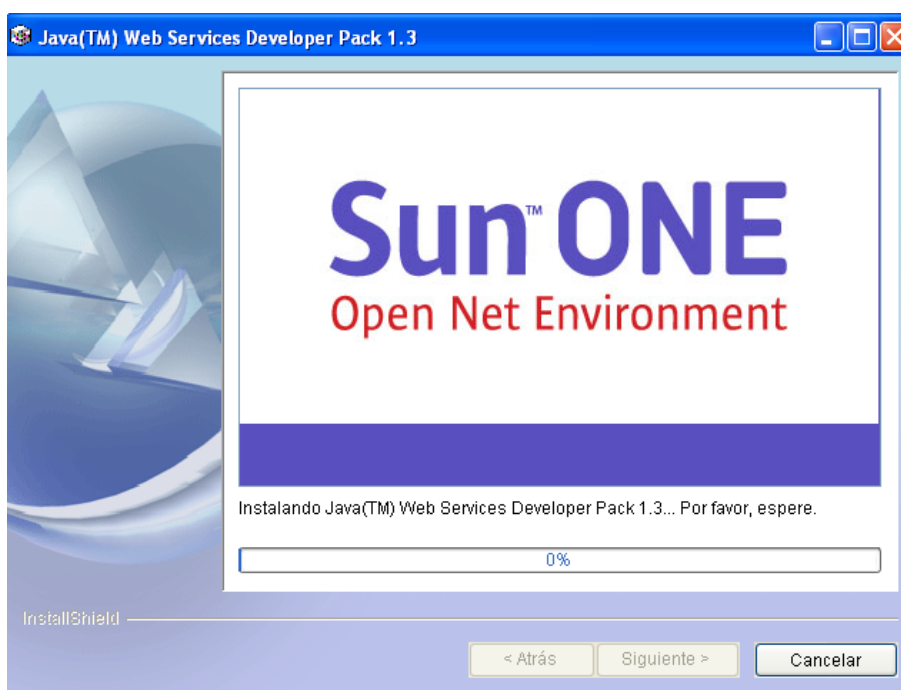 Java(TM) Web Services Developer Pack 1.3
Sun™ ONE
Open Net Environment
Instalando Java(TM) Web Services Developer Pack 1.3... Por favor, espere.
0%
InstallShield
< Atrás
Siguiente >
Cancelar